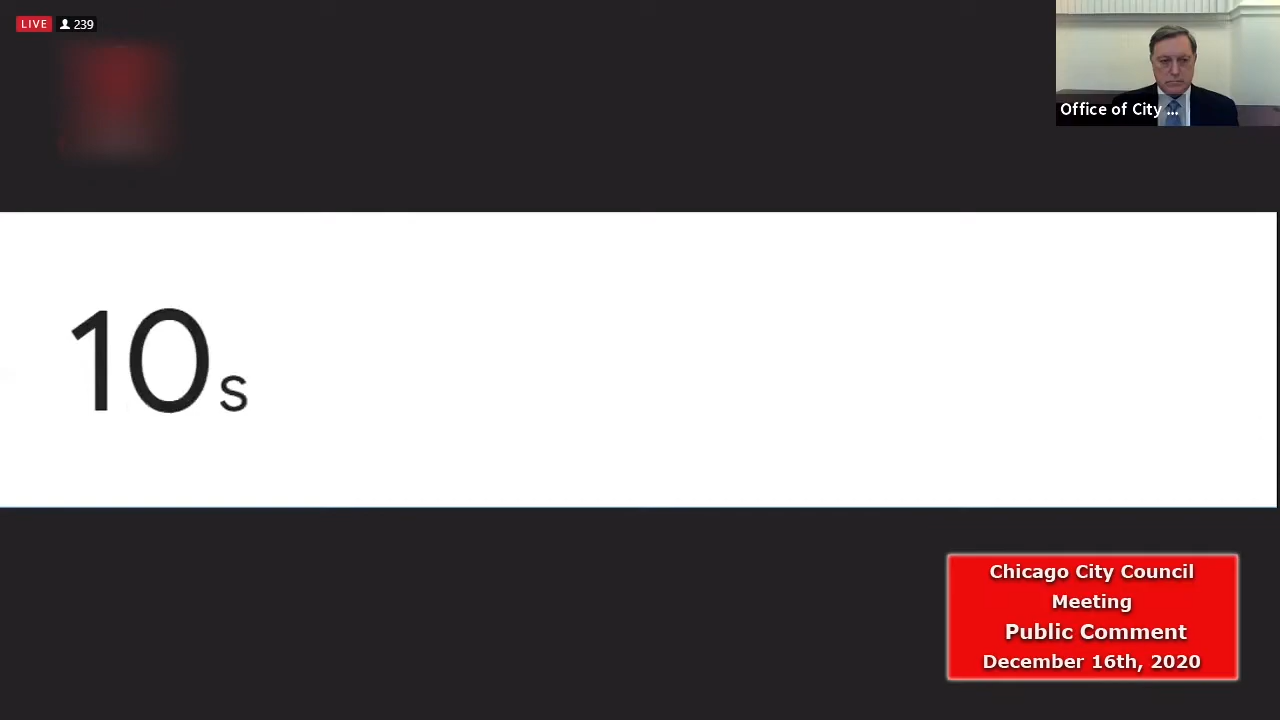 LIVE 239
Office of City ...
10s
Chicago City Council
Meeting
Public Comment
December 16th, 2020